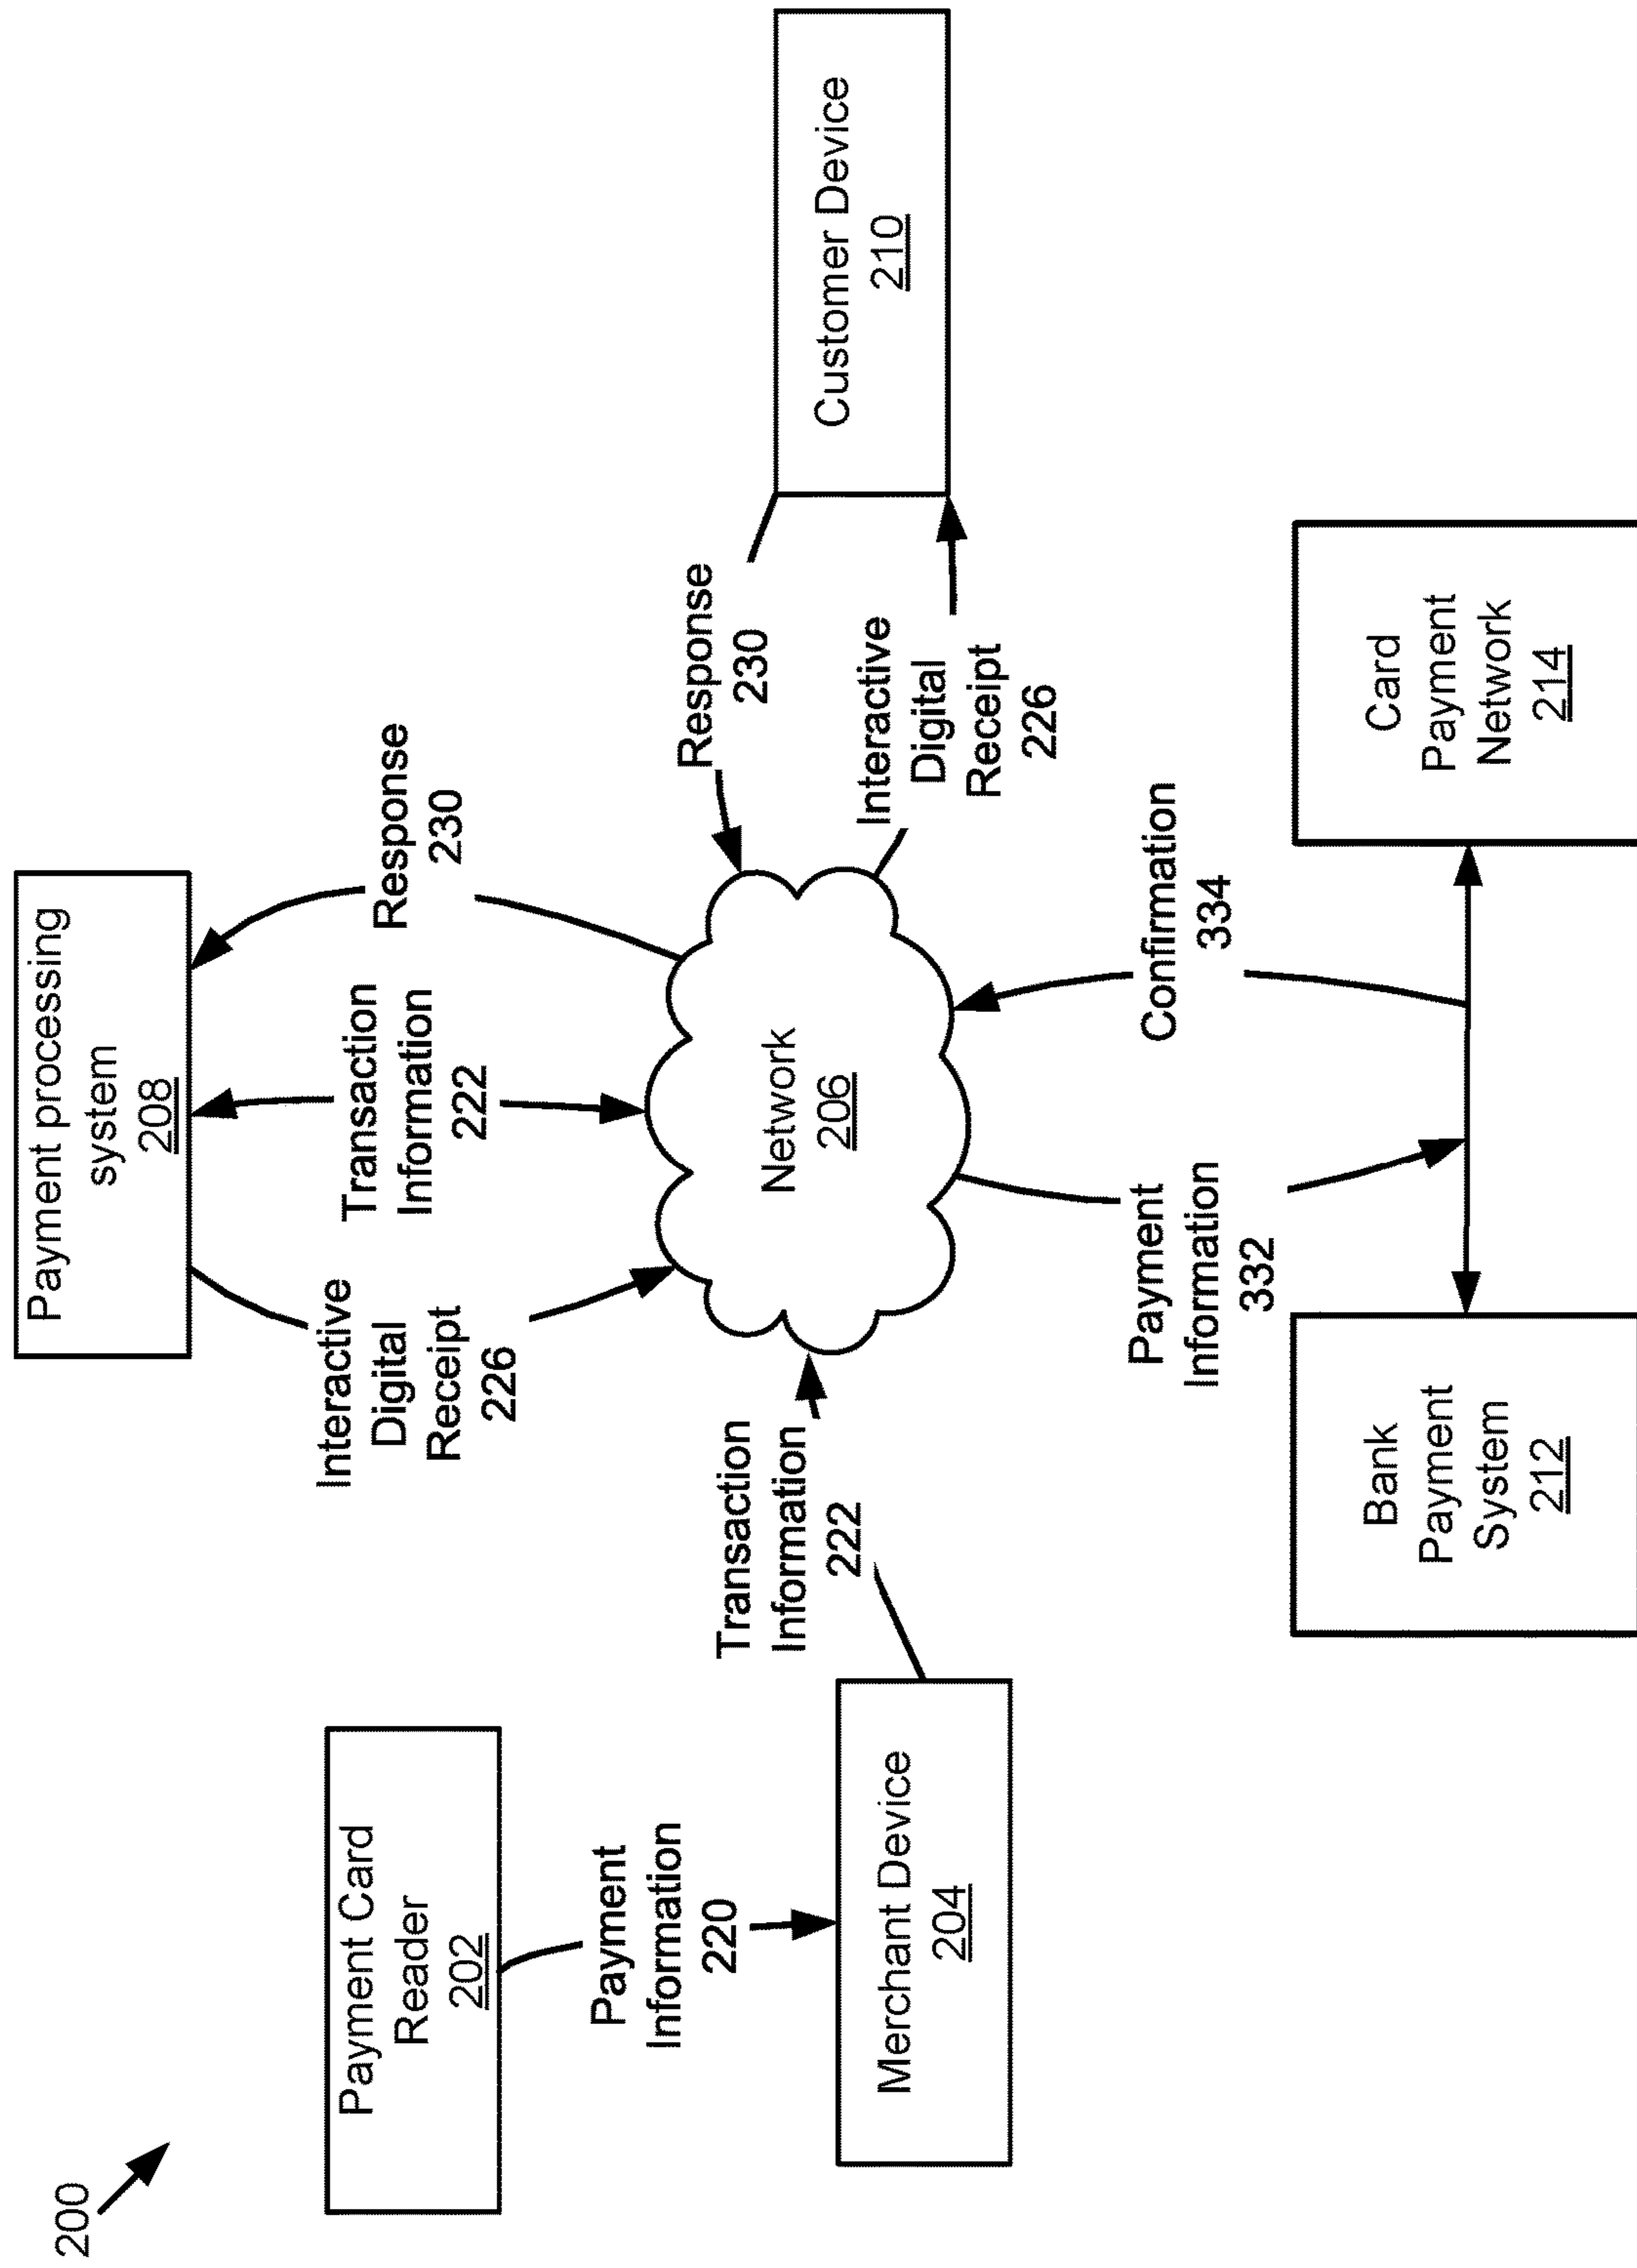 200
Payment Card
Reader
202
Payment
Information
220
Merchant Device
204
Transaction
Information
222
Payment processing
system
208
Interactive
Digital
Receipt
226
Transaction
Information
222
Response
230
Network
206
Response
230
Interactive
Digital
Receipt
226
Customer Device
210
Payment
Information
332
Confirmation
334
Bank
Payment
System
212
Card
Payment
Network
214